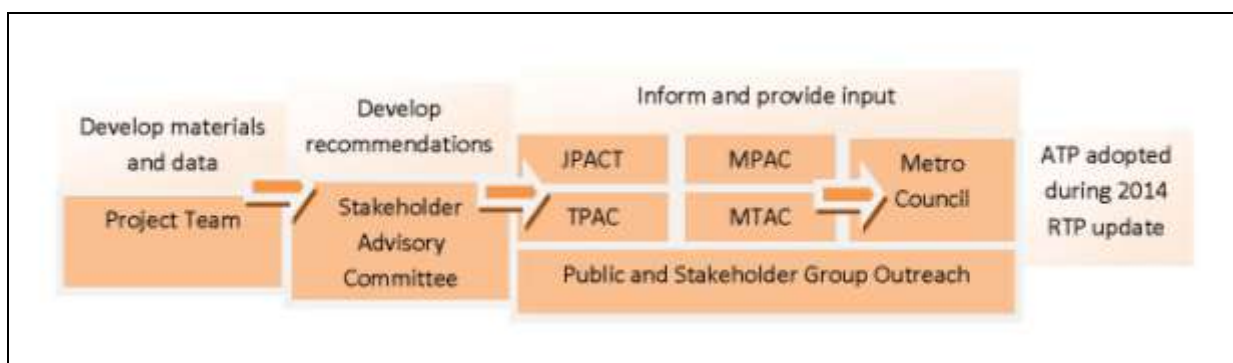 Develop materials
and data
Project Team
Develop
recommendations
Stakeholder
Advisory
Committee
Inform and provide input
JPACT
MPAC
TPAC
MTAC
Metro
Council
Public and Stakeholder Group Outreach
ATP adopted
during 2014
RTP update